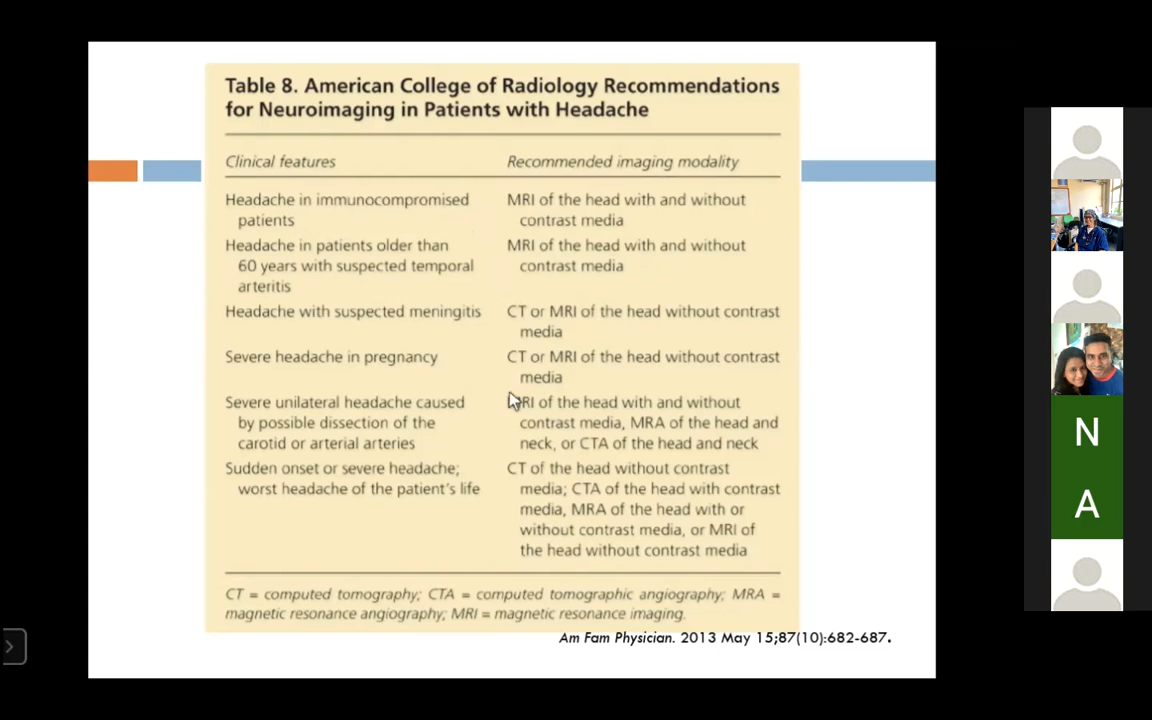 Table 8. American College of Radiology Recommendations
for Neuroimaging in Patients with Headache
Clinical features
Recommended imaging modality
Headache in immunocompromised
patients
MRI of the head with and without
contrast media
Headache in patients older than
60 years with suspected temporal
arteritis
MRI of the head with and without
contrast media
Headache with suspected meningitis
CT or MRI of the head without contrast
media
Severe headache in pregnancy
CT or MRI of the head without contrast
media
Severe unilateral headache caused
by possible dissection of the
carotid or arterial arteries
MRI of the head with and without
contrast media, MRA of the head and
neck, or CTA of the head and neck
Sudden onset or severe headache;
worst headache of the patient's life
CT of the head without contrast
media; CTA of the head with contrast
media, MRA of the head with or
without contrast media, or MRI of
the head without contrast media
CT = computed tomography; CTA = computed tomographic angiography; MRA =
magnetic resonance angiography; MRI = magnetic resonance imaging.
Am Fam Physician. 2013 May 15;87(10):682-687.
N
A